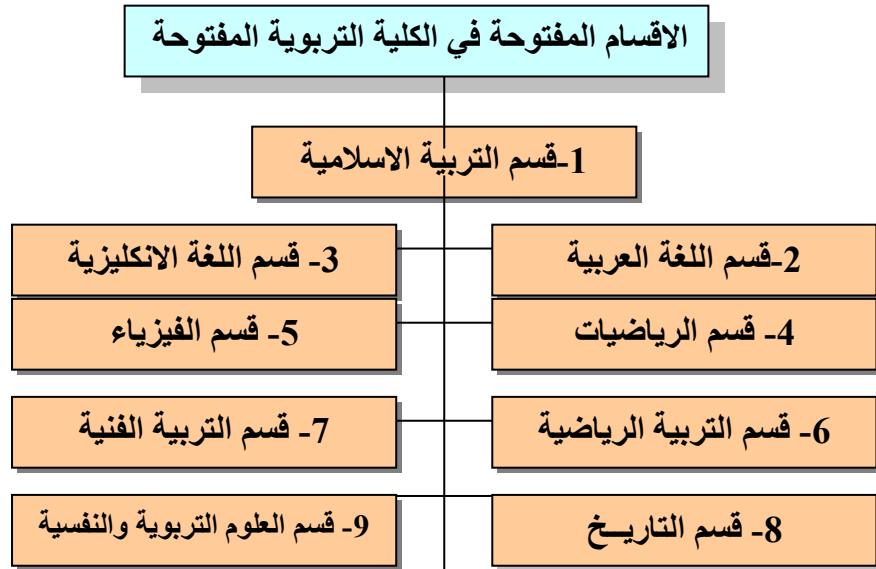 الاقسام المفتوحة في الكلية التربوية المفتوحة
1-قسم التربية الاسلامية
2-قسم اللغة العربية
3- قسم اللغة الانكليزية
4- قسم الرياضيات
5- قسم الفيزياء
6- قسم التربية الرياضية
7- قسم التربية الفنية
8- قسم التاريــخ
9- قسم العلوم التربوية والنفسية